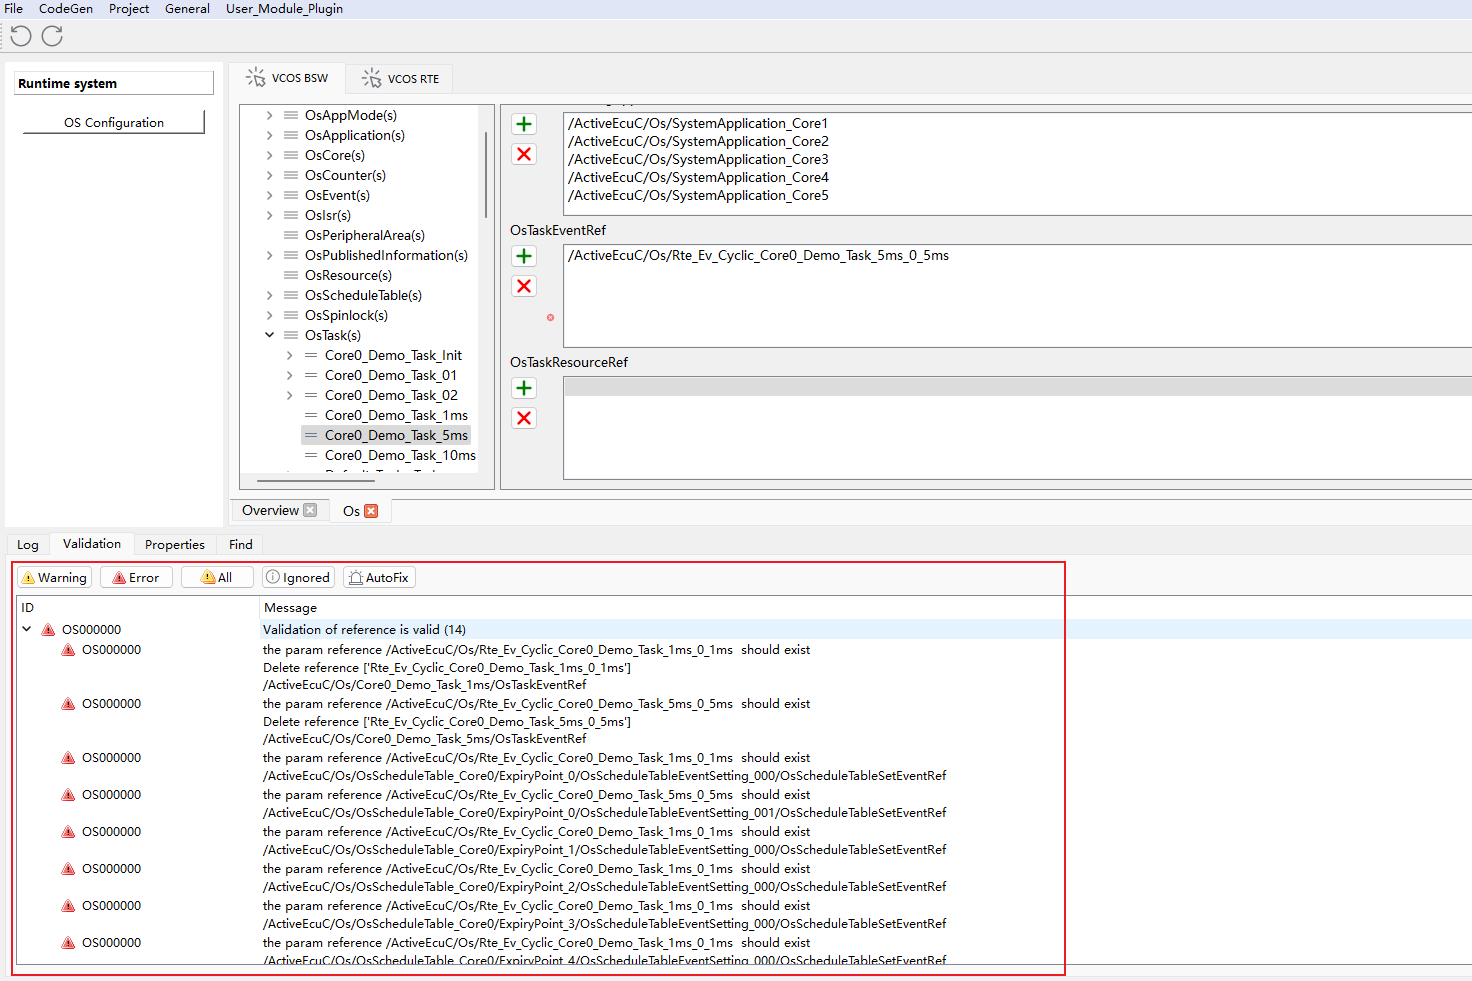 File CodeGen Project General User_Module_Plugin
Runtime system
OS Configuration
VCOS BSW VCOS RTE
OsAppMode(s)
OsApplication(s)
OsCore(s)
OsCounter(s)
OsEvent(s)
OsIsr(s)
OsPeripheralArea(s)
OsPublishedInformation(s)
OsResource(s)
OsScheduleTable(s)
OsSpinlock(s)
OsTask(s)
Core0_Demo_Task_Init
Core0_Demo_Task_01
Core0_Demo_Task_02
Core0_Demo_Task_1ms
Core0_Demo_Task_5ms
Core0_Demo_Task_10ms
/ActiveEcuC/Os/SystemApplication_Core1
/ActiveEcuC/Os/SystemApplication_Core2
/ActiveEcuC/Os/SystemApplication_Core3
/ActiveEcuC/Os/SystemApplication_Core4
/ActiveEcuC/Os/SystemApplication_Core5
OsTaskEventRef
/ActiveEcuC/Os/Rte_Ev_Cyclic_Core0_Demo_Task_5ms_0_5ms
OsTaskResourceRef
Overview Os
Log Validation Properties Find
Warning Error All Ignored AutoFix
ID Message
OS000000 Validation of reference is valid (14)
OS000000 the param reference /ActiveEcuC/Os/Rte_Ev_Cyclic_Core0_Demo_Task_1ms_0_1ms should exist
Delete reference ['Rte_Ev_Cyclic_Core0_Demo_Task_1ms_0_1ms']
/ActiveEcuC/Os/Core0_Demo_Task_1ms/OsTaskEventRef
OS000000 the param reference /ActiveEcuC/Os/Rte_Ev_Cyclic_Core0_Demo_Task_5ms_0_5ms should exist
Delete reference ['Rte_Ev_Cyclic_Core0_Demo_Task_5ms_0_5ms']
/ActiveEcuC/Os/Core0_Demo_Task_5ms/OsTaskEventRef
OS000000 the param reference /ActiveEcuC/Os/Rte_Ev_Cyclic_Core0_Demo_Task_1ms_0_1ms should exist
/ActiveEcuC/Os/OsScheduleTable_Core0/ExpiryPoint_0/OsScheduleTableEventSetting_000/OsScheduleTableSetEventRef
OS000000 the param reference /ActiveEcuC/Os/Rte_Ev_Cyclic_Core0_Demo_Task_5ms_0_5ms should exist
/ActiveEcuC/Os/OsScheduleTable_Core0/ExpiryPoint_0/OsScheduleTableEventSetting_001/OsScheduleTableSetEventRef
OS000000 the param reference /ActiveEcuC/Os/Rte_Ev_Cyclic_Core0_Demo_Task_1ms_0_1ms should exist
/ActiveEcuC/Os/OsScheduleTable_Core0/ExpiryPoint_1/OsScheduleTableEventSetting_000/OsScheduleTableSetEventRef
OS000000 the param reference /ActiveEcuC/Os/Rte_Ev_Cyclic_Core0_Demo_Task_1ms_0_1ms should exist
/ActiveEcuC/Os/OsScheduleTable_Core0/ExpiryPoint_2/OsScheduleTableEventSetting_000/OsScheduleTableSetEventRef
OS000000 the param reference /ActiveEcuC/Os/Rte_Ev_Cyclic_Core0_Demo_Task_1ms_0_1ms should exist
/ActiveEcuC/Os/OsScheduleTable_Core0/ExpiryPoint_3/OsScheduleTableEventSetting_000/OsScheduleTableSetEventRef
OS000000 the param reference /ActiveEcuC/Os/Rte_Ev_Cyclic_Core0_Demo_Task_1ms_0_1ms should exist
/ActiveEcuC/Os/OsScheduleTable_Core0/ExpiryPoint_4/OsScheduleTableEventSetting_000/OsScheduleTableSetEventRef